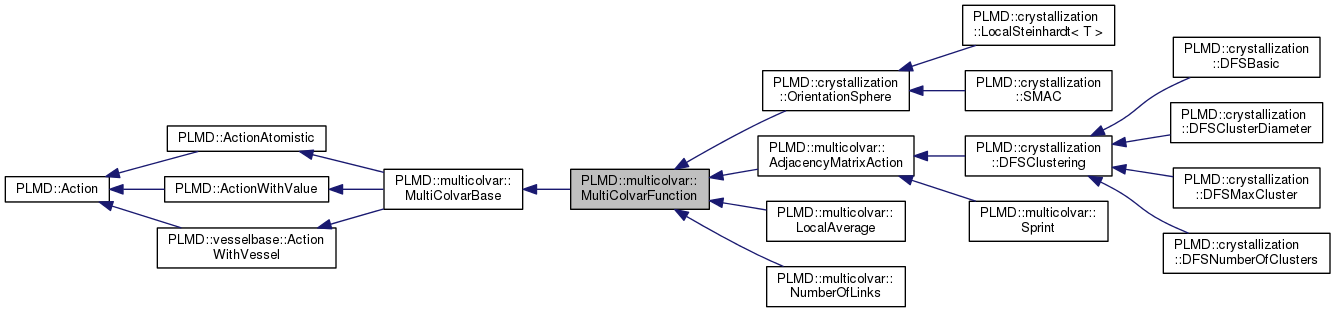 PLMD::Action
PLMD::ActionAtomistic
PLMD::ActionWithValue
PLMD::vesselbase::Action
WithVessel
PLMD::multicolvar::
MultiColvarBase
PLMD::multicolvar::
MultiColvarFunction
PLMD::crystallization
::OrientationSphere
PLMD::multicolvar::
AdjacencyMatrixAction
PLMD::multicolvar::
LocalAverage
PLMD::multicolvar::
NumberOfLinks
PLMD::crystallization
::LocalSteinhardt< T >
PLMD::crystallization
::SMAC
PLMD::crystallization
::DFSClustering
PLMD::multicolvar::
Sprint
PLMD::crystallization
::DFSBasic
PLMD::crystallization
::DFSClusterDiameter
PLMD::crystallization
::DFSMaxCluster
PLMD::crystallization
::DFSNumberOfClusters